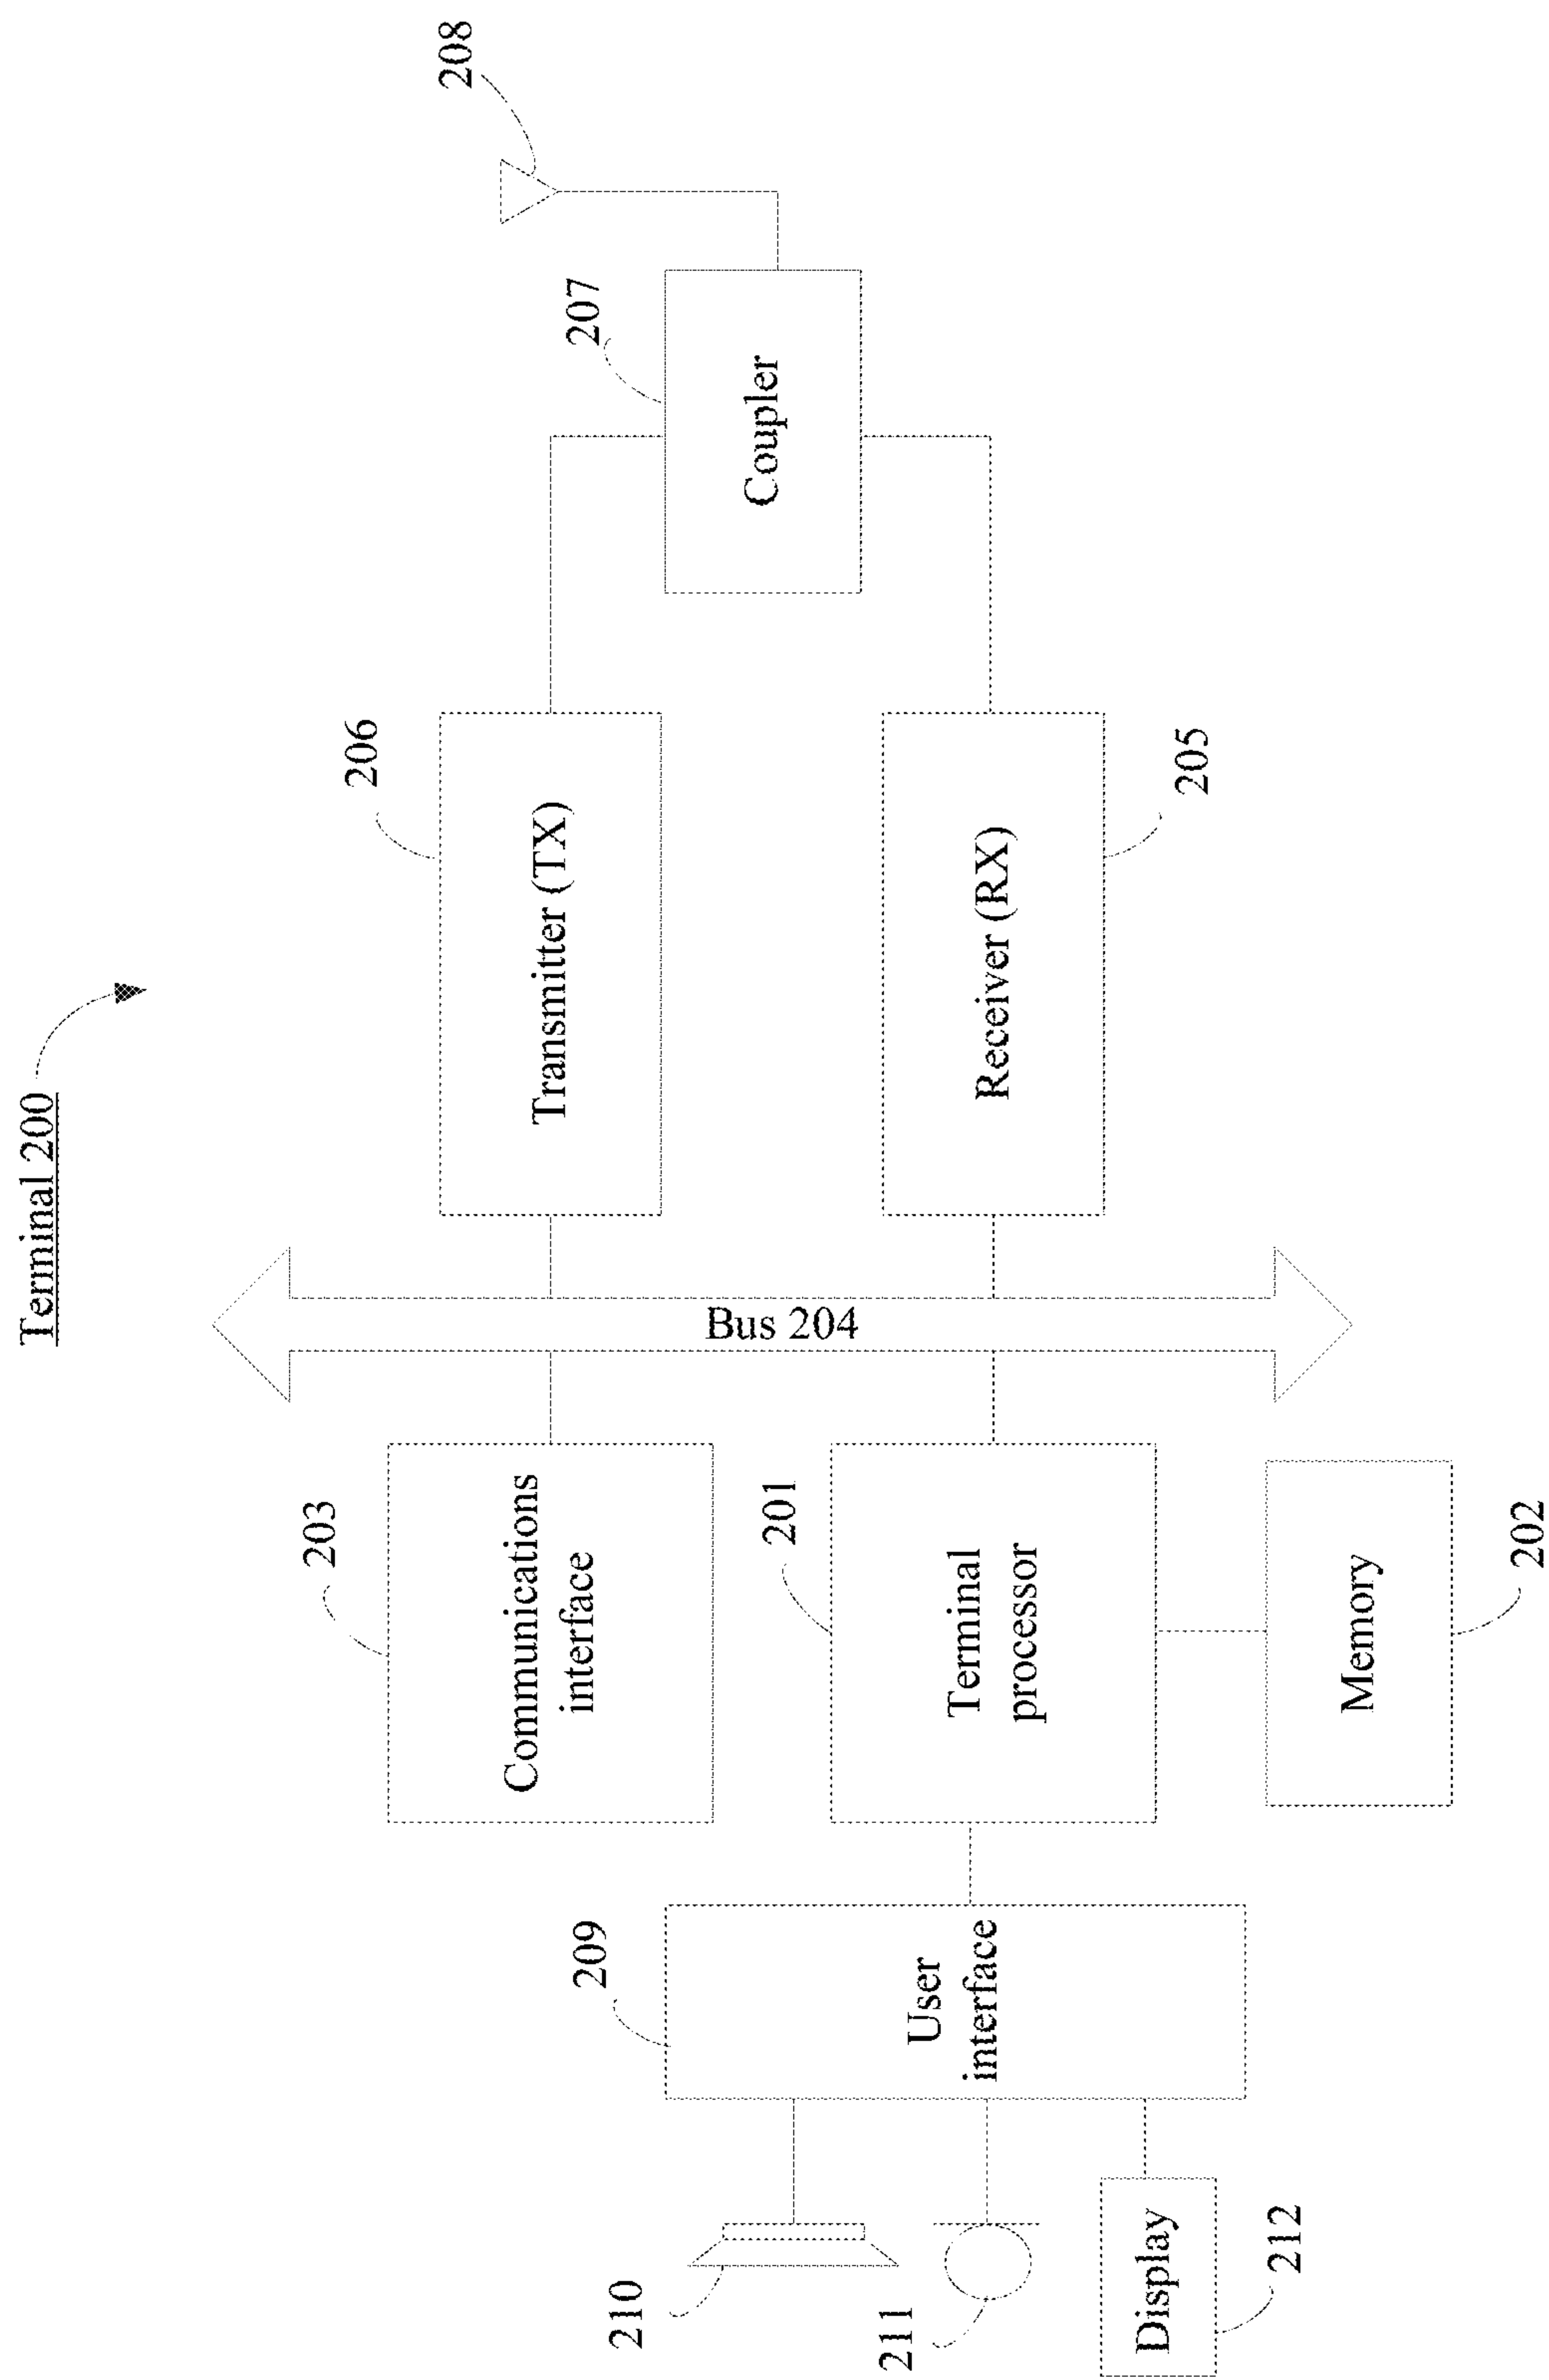 Terminal 200
208
207
Coupler
206
Transmitter (TX)
Receiver (RX)
205
Bus 204
203
Communications
interface
201
Terminal
processor
Memory
202
209
User
interface
210
211
Display
212